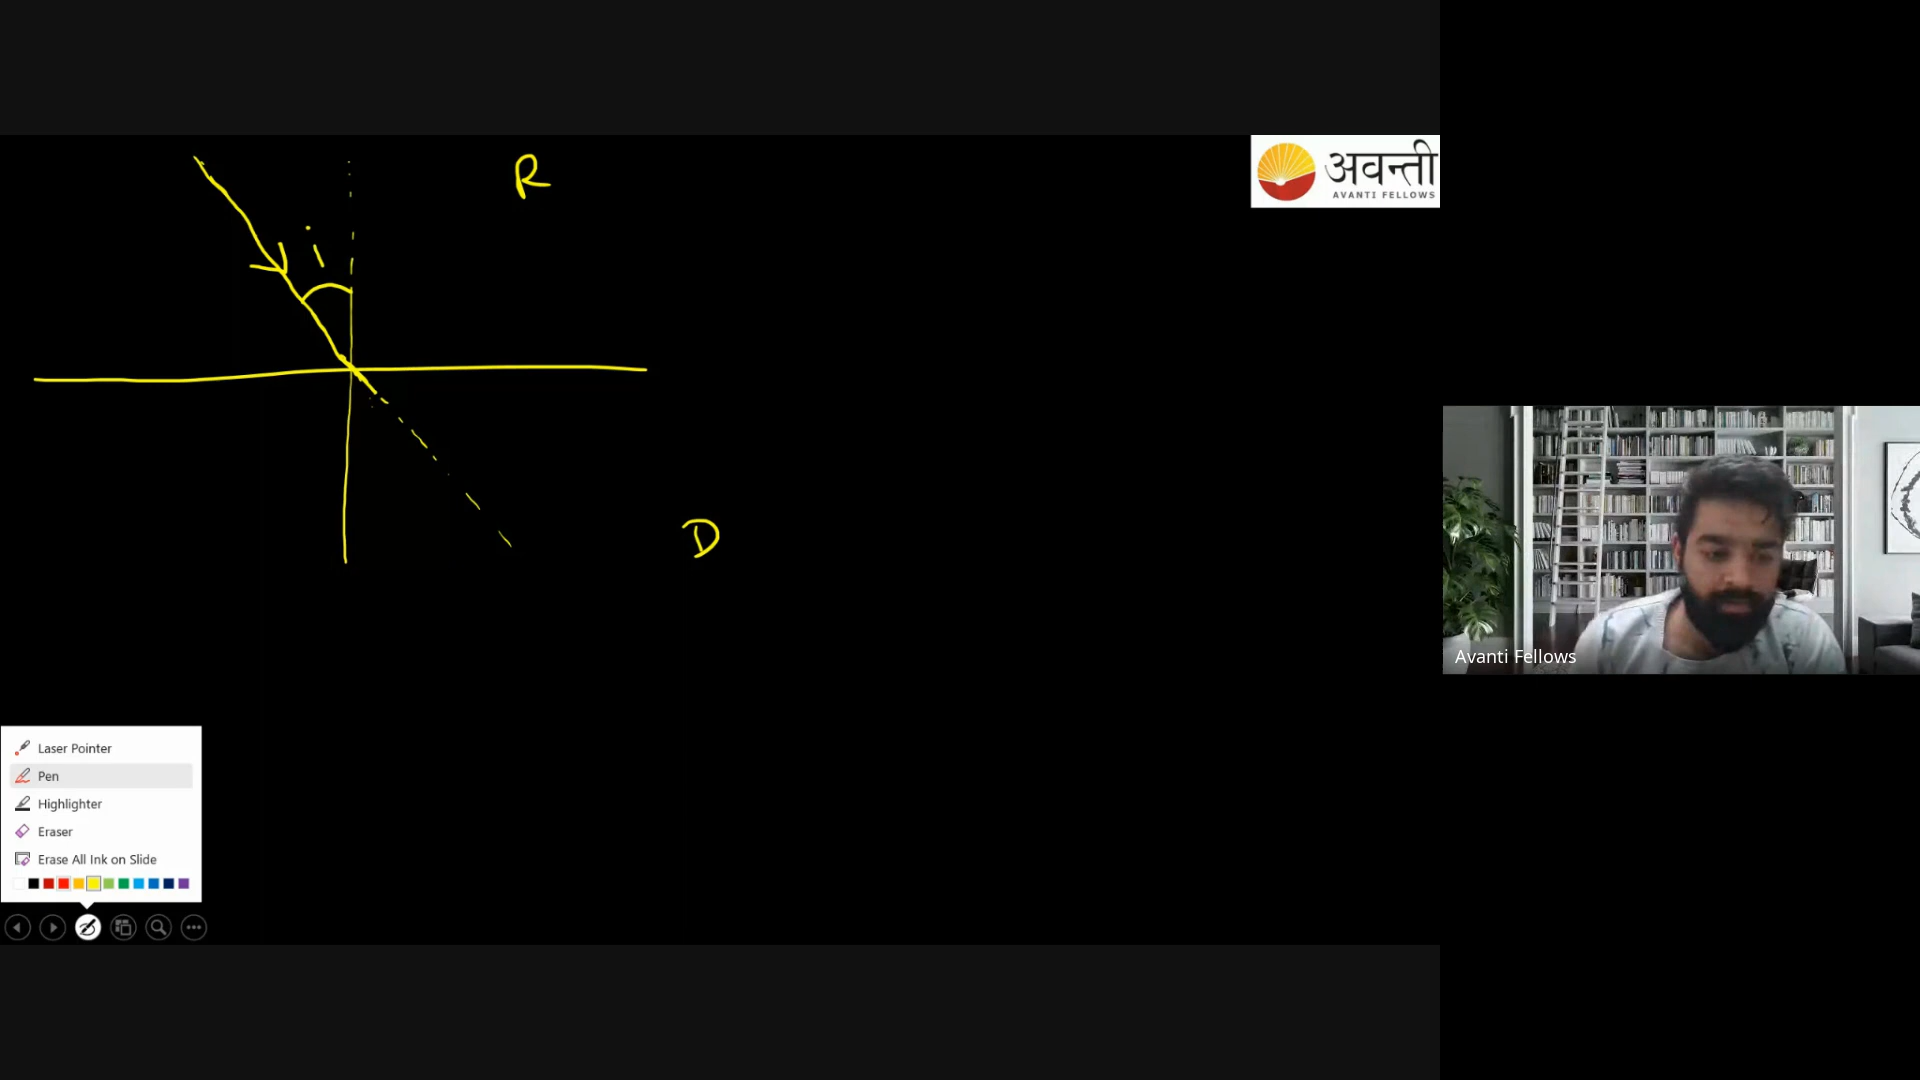 R
अवन्ती
AVANTI FELLOWS
i
D
Avanti Fellows
Laser Pointer
Pen
Highlighter
Eraser
Erase All Ink on Slide